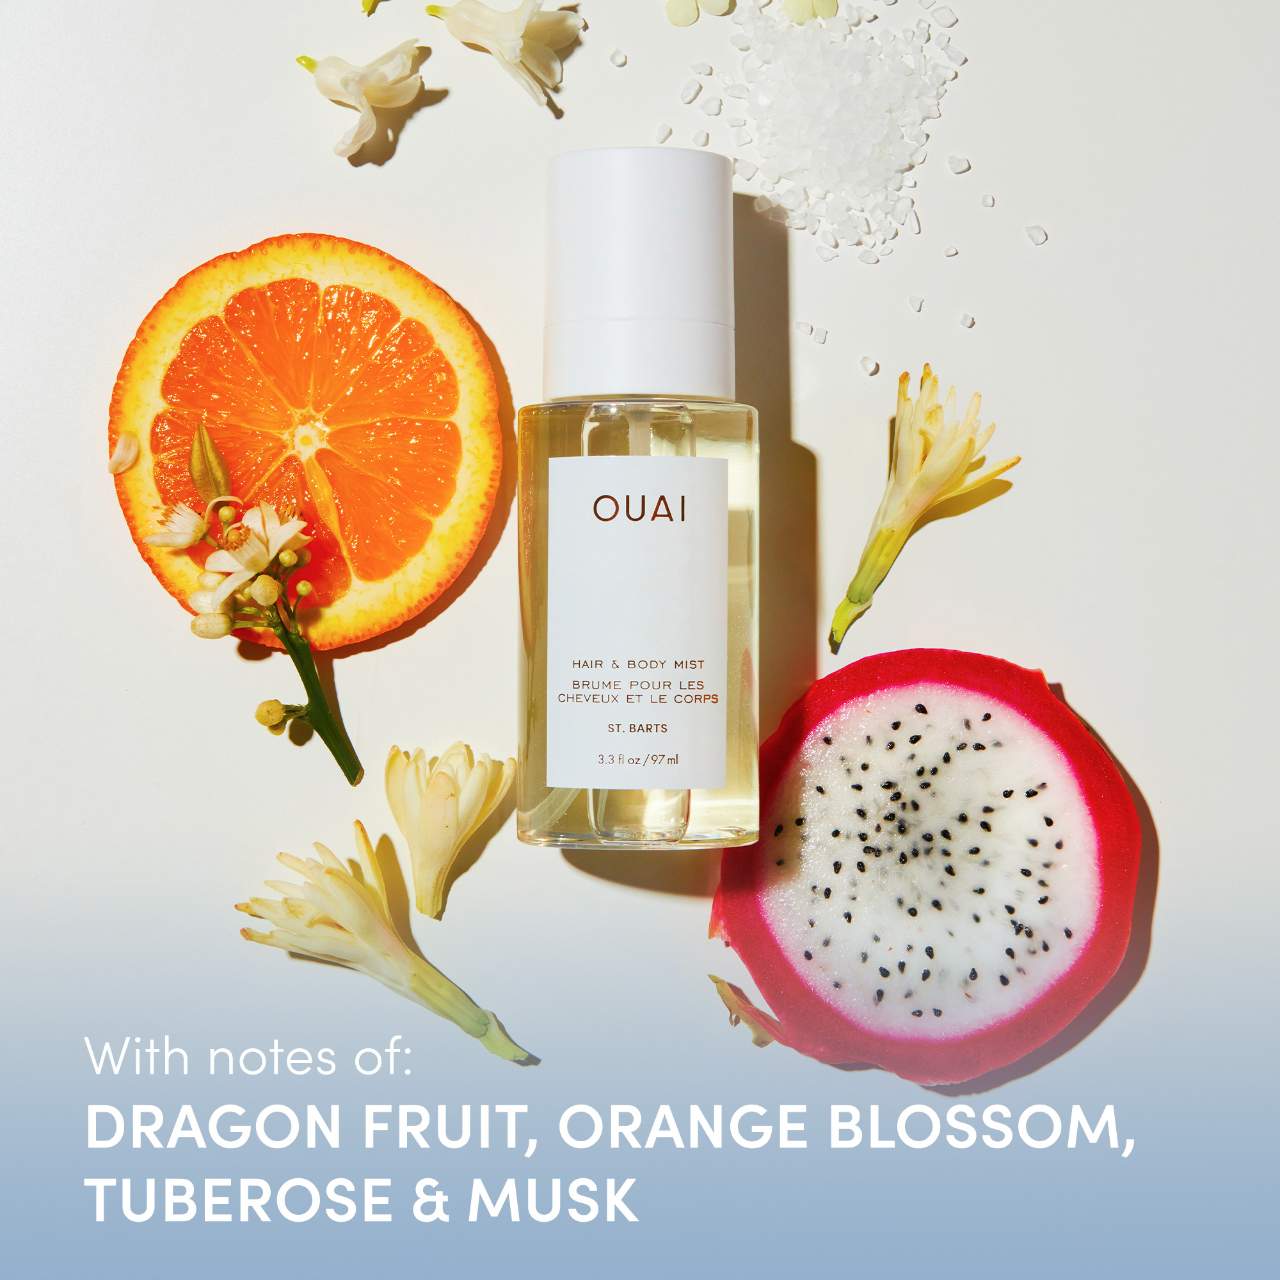 OUAI
HAIR & BODY MIST
BRUME POUR LES
CHEVEUX ET LE CORPS
ST. BARTS
3.3 fl oz / 97 ml
With notes of:
DRAGON FRUIT, ORANGE BLOSSOM,
TUBEROSE & MUSK